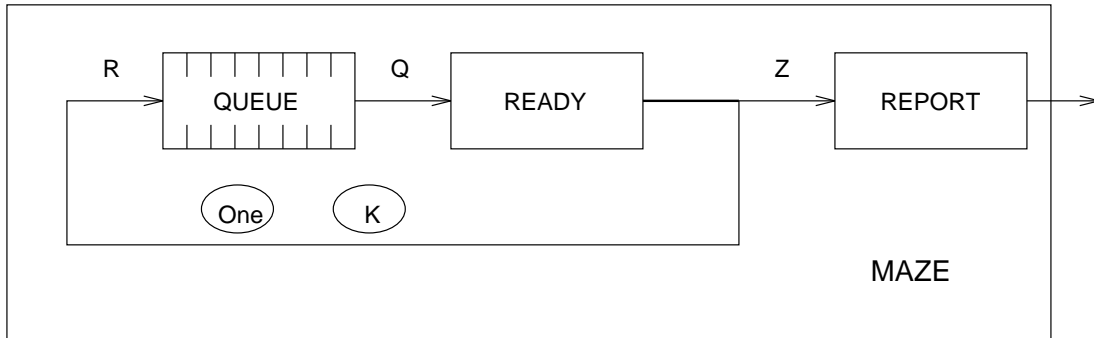 R
Q
Z
QUEUE
READY
REPORT
One
K
MAZE